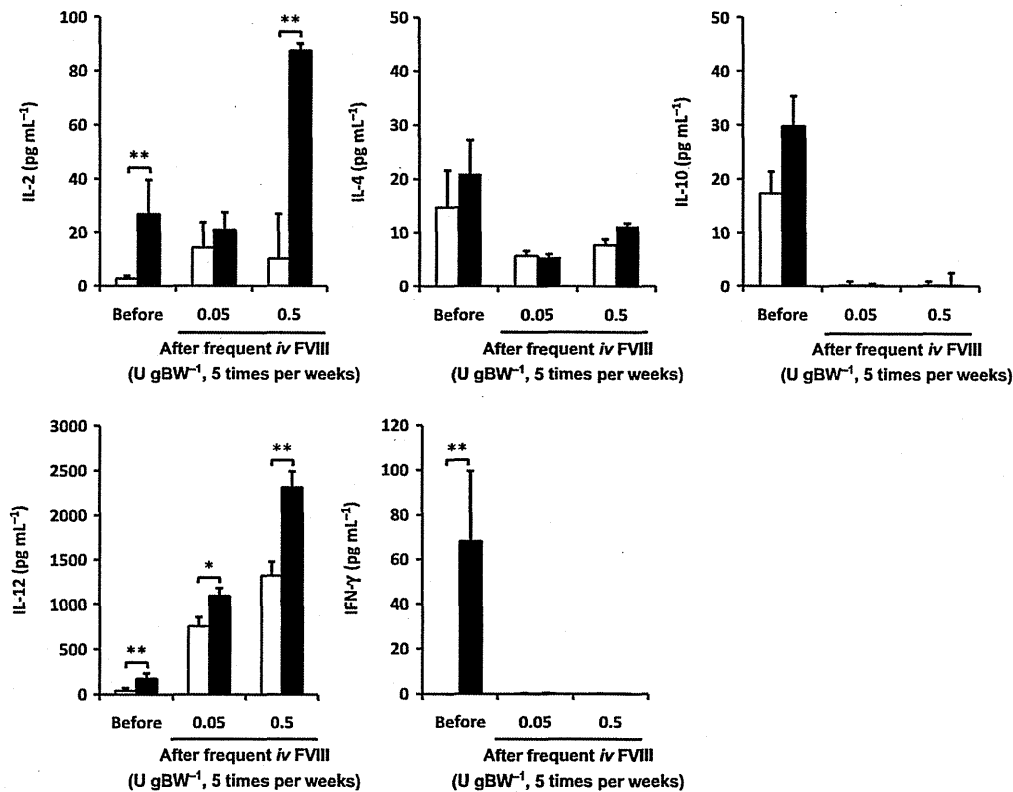 100
80
60
40
20
0
IL-2 (pg mL⁻¹)
**
**
Before 0.05 0.5
After frequent iv FVIII
(U gBW⁻¹, 5 times per weeks)
50
40
30
20
10
0
IL-4 (pg mL⁻¹)
Before 0.05 0.5
After frequent iv FVIII
(U gBW⁻¹, 5 times per weeks)
50
40
30
20
10
0
IL-10 (pg mL⁻¹)
Before 0.05 0.5
After frequent iv FVIII
(U gBW⁻¹, 5 times per weeks)
3000
2500
2000
1500
1000
500
0
IL-12 (pg mL⁻¹)
**
*
**
Before 0.05 0.5
After frequent iv FVIII
(U gBW⁻¹, 5 times per weeks)
120
100
80
60
40
20
0
IFN-γ (pg mL⁻¹)
**
Before 0.05 0.5
After frequent iv FVIII
(U gBW⁻¹, 5 times per weeks)